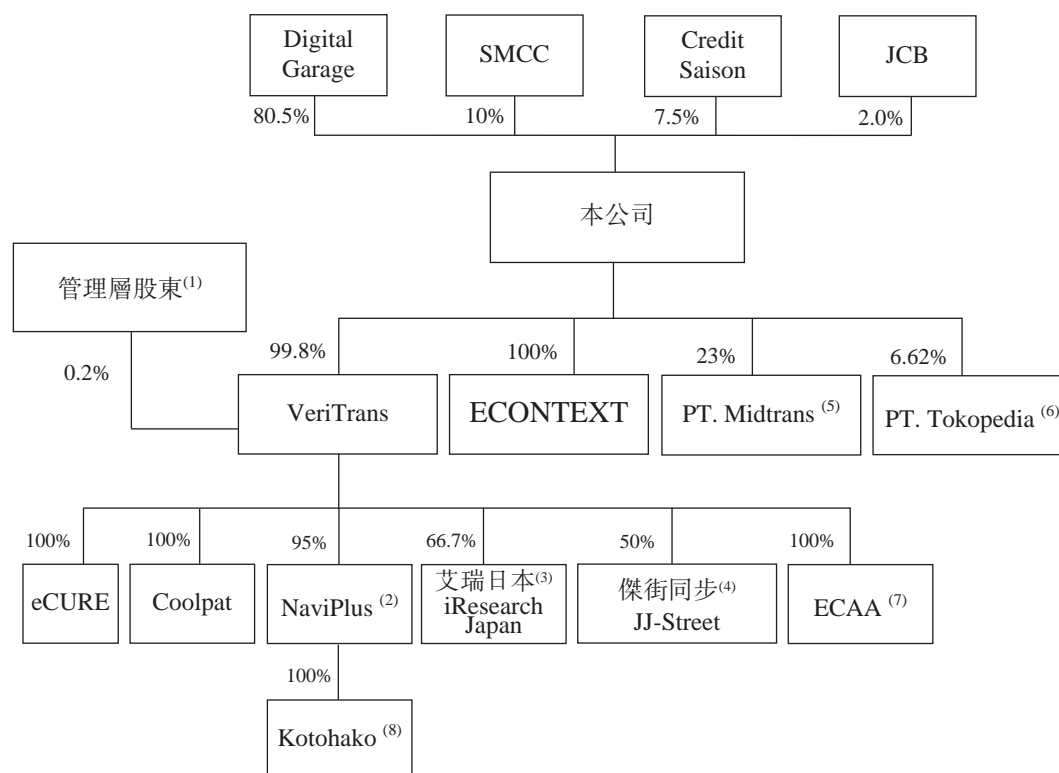 Digital
Garage
SMCC
Credit
Saison
JCB
80.5%
10%
7.5%
2.0%
本公司
管理層股東(1)
0.2%
99.8%
100%
23%
6.62%
VeriTrans
ECONTEXT
PT. Midtrans (5)
PT. Tokopedia (6)
100%
100%
95%
66.7%
50%
100%
eCURE
Coolpat
NaviPlus (2)
艾瑞日本(3)
iResearch
Japan
傑街同步(4)
JJ-Street
ECAA (7)
100%
Kotohako (8)